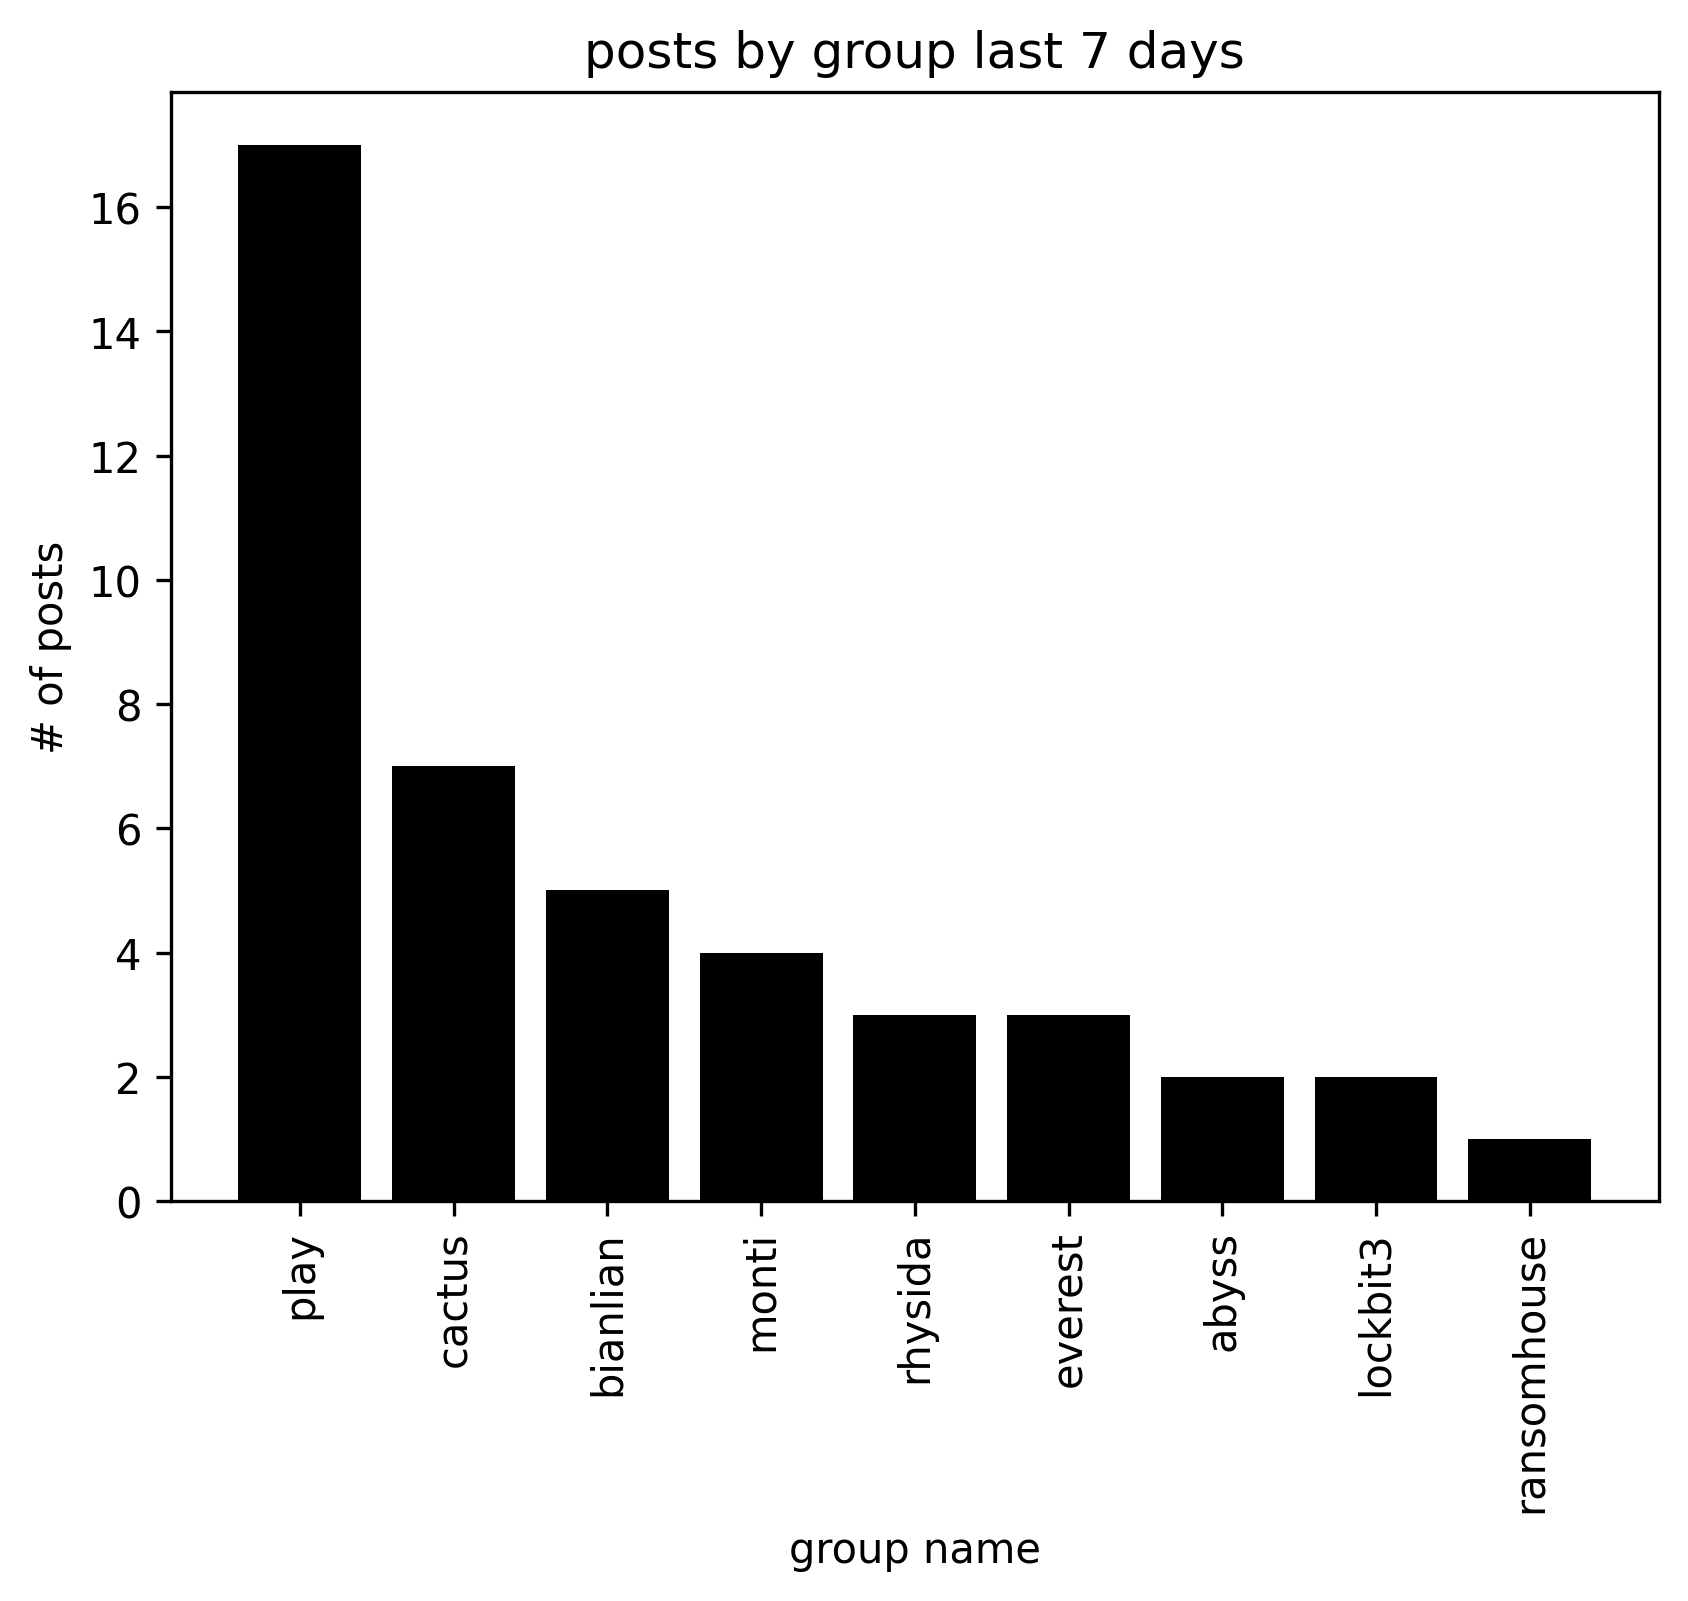 posts by group last 7 days
# of posts
16
14
12
10
8
6
4
2
0
play
cactus
bianlian
monti
rhysida
everest
abyss
lockbit3
ransomhouse
group name